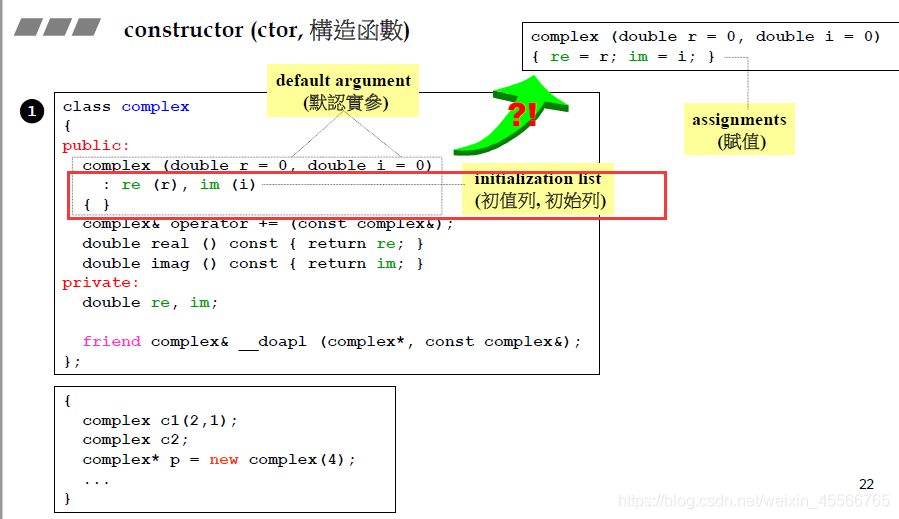 constructor (ctor, 構造函數)
complex (double r = 0, double i = 0)
{ re = r; im = i; }
assignments
(賦值)
default argument
(默認實參)
?!
1
class complex
{
public:
complex (double r = 0, double i = 0)
: re (r), im (i)
{ }
initialization list
(初值列, 初始列)
complex& operator += (const complex&);
double real () const { return re; }
double imag () const { return im; }
private:
double re, im;
friend complex& __doapl (complex*, const complex&);
};
{
complex c1(2,1);
complex c2;
complex* p = new complex(4);
...
}
22
https://blog.csdn.net/weixin_45566765